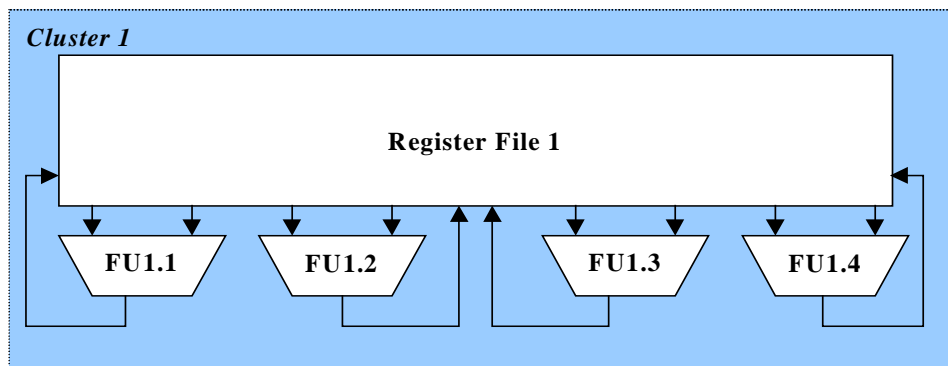 Cluster 1
Register File 1
FU1.1
FU1.2
FU1.3
FU1.4